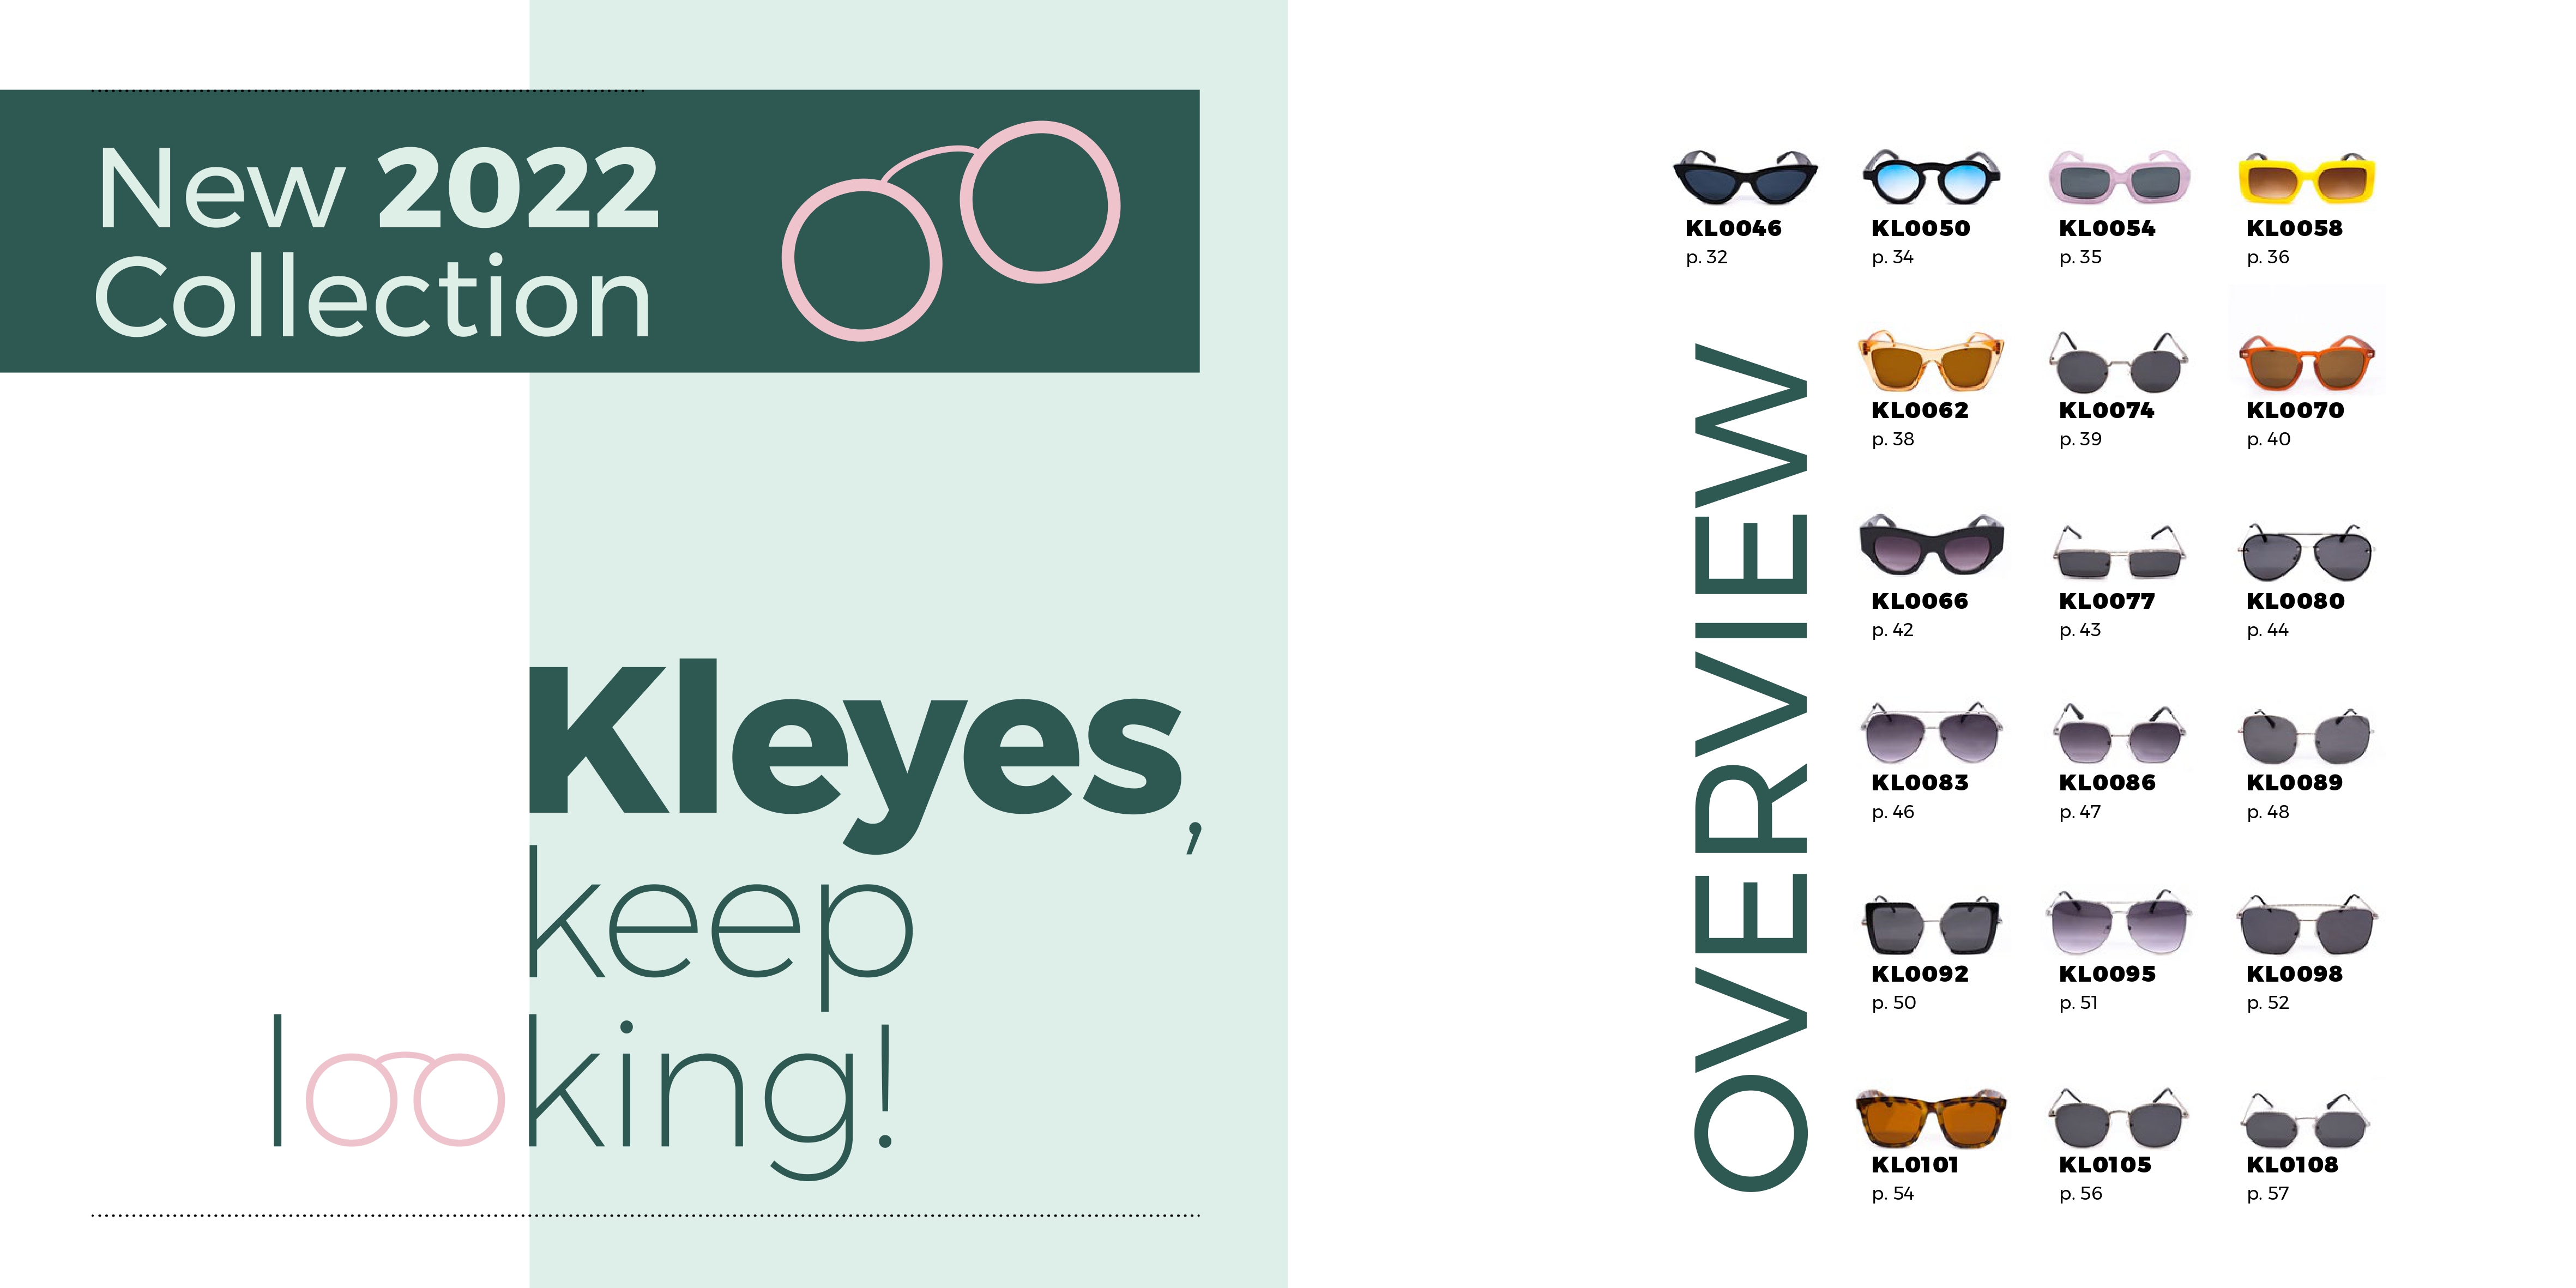 New 2022
Collection
Kleyes,
keep
looking!
OVERVIEW
KL0046
p. 32
KL0050
p. 34
KL0054
p. 35
KL0058
p. 36
KL0062
p. 38
KL0074
p. 39
KL0070
p. 40
KL0066
p. 42
KL0077
p. 43
KL0080
p. 44
KL0083
p. 46
KL0086
p. 47
KL0089
p. 48
KL0092
p. 50
KL0095
p. 51
KL0098
p. 52
KL0101
p. 54
KL0105
p. 56
KL0108
p. 57